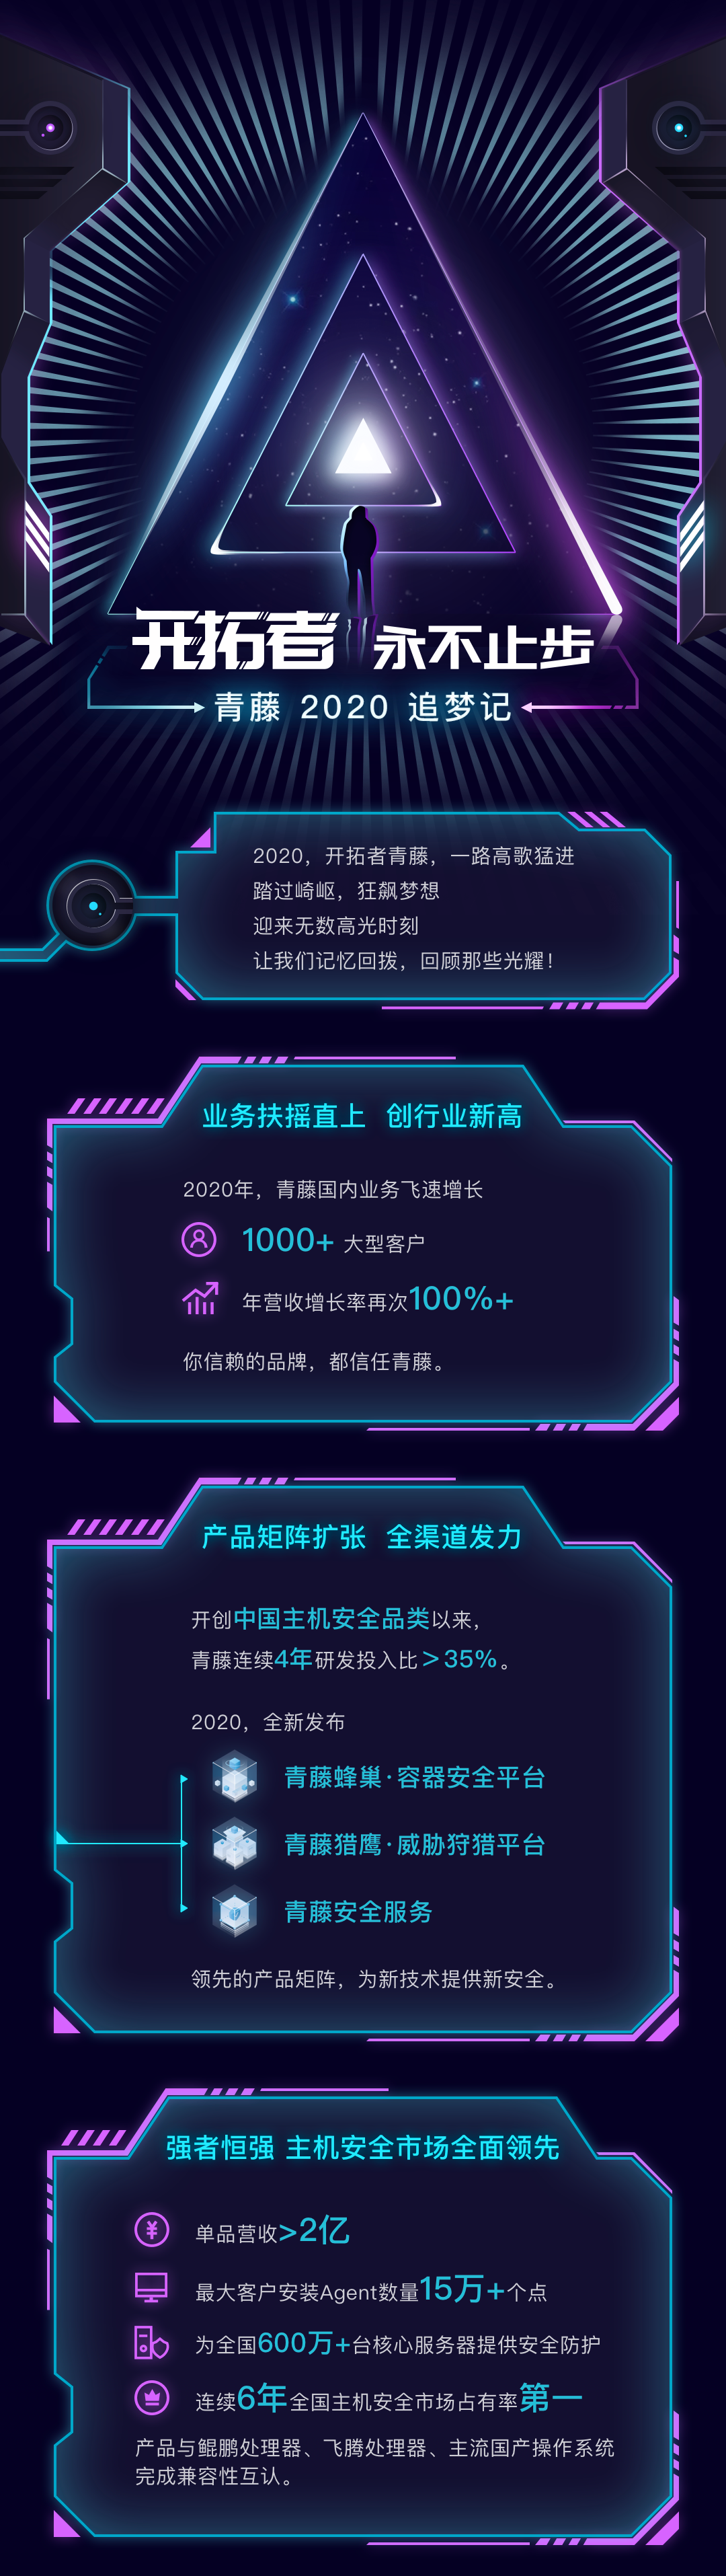 开拓者 永不止步
青藤 2020 追梦记
2020，开拓者青藤，一路高歌猛进
踏过崎岖，狂飙梦想
迎来无数高光时刻
让我们记忆回拨，回顾那些光耀！
业务扶摇直上 创行业新高
2020年，青藤国内业务飞速增长
1000+ 大型客户
年营收增长率再次100%+
你信赖的品牌，都信任青藤。
产品矩阵扩张 全渠道发力
开创中国主机安全品类以来，
青藤连续4年研发投入比＞35%。
2020，全新发布
青藤蜂巢·容器安全平台
青藤猎鹰·威胁狩猎平台
青藤安全服务
领先的产品矩阵，为新技术提供新安全。
强者恒强 主机安全市场全面领先
单品营收>2亿
最大客户安装Agent数量15万+个点
为全国600万+台核心服务器提供安全防护
连续6年全国主机安全市场占有率第一
产品与鲲鹏处理器、飞腾处理器、主流国产操作系统
完成兼容性互认。